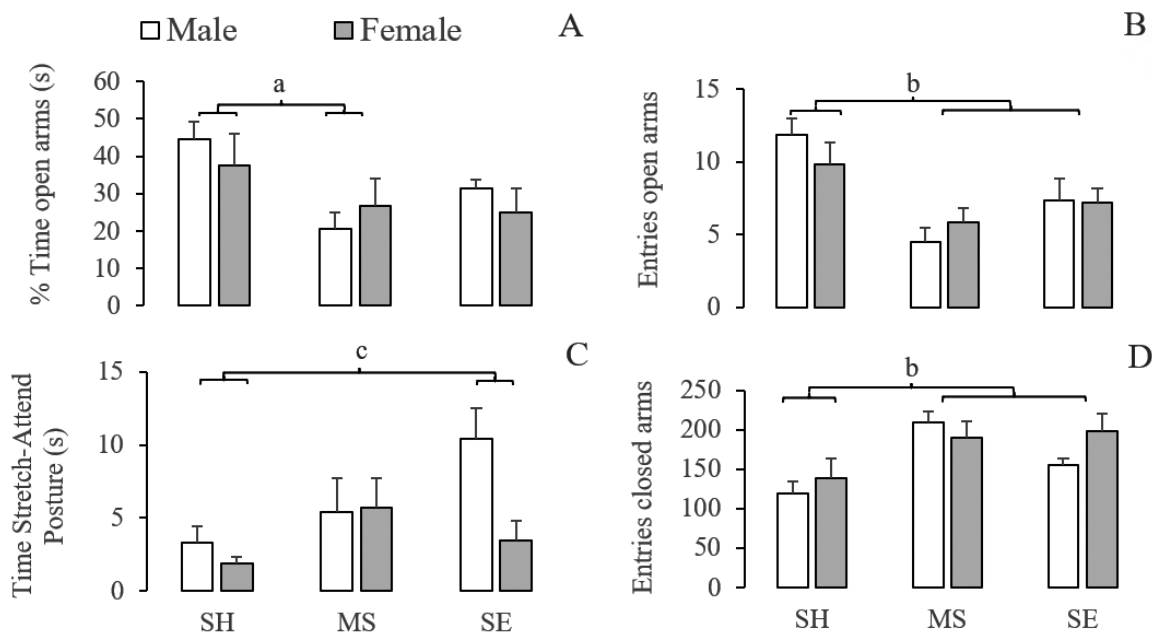 Male Female
A
a
% Time open arms (s)
60
50
40
30
20
10
0
B
b
Entries open arms
15
10
5
0
C
c
Time Stretch-Attend
Posture (s)
15
10
5
0
SH MS SE
D
b
Entries closed arms
250
200
150
100
50
0
SH MS SE